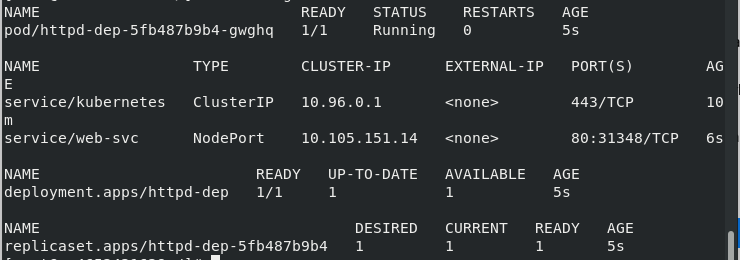 NAME READY STATUS RESTARTS AGE
pod/httpd-dep-5fb487b9b4-gwghq 1/1 Running 0 5s
NAME TYPE CLUSTER-IP EXTERNAL-IP PORT(S) AG
E
service/kubernetes ClusterIP 10.96.0.1 <none> 443/TCP 10
m
service/web-svc NodePort 10.105.151.14 <none> 80:31348/TCP 6s
NAME READY UP-TO-DATE AVAILABLE AGE
deployment.apps/httpd-dep 1/1 1 1 5s
NAME DESIRED CURRENT READY AGE
replicaset.apps/httpd-dep-5fb487b9b4 1 1 1 5s